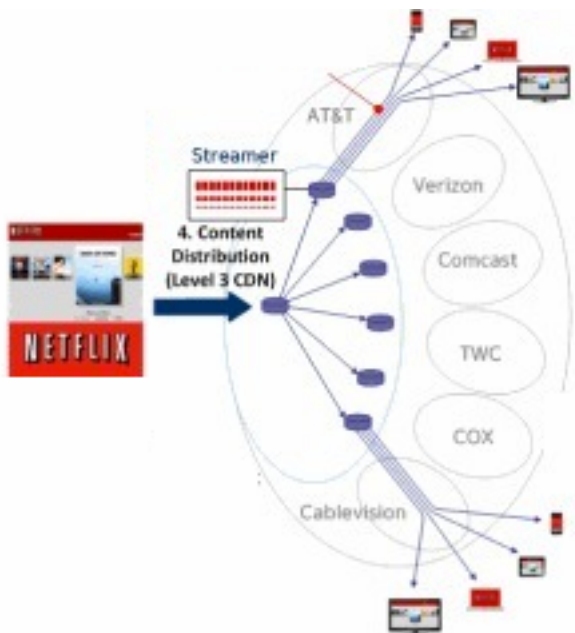 AT&T
Streamer
Verizon
4. Content
Distribution
(Level 3 CDN)
Comcast
NETFLIX
TWC
COX
Cablevision